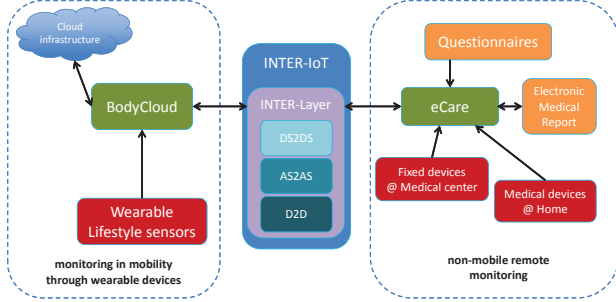 Cloud
infrastructure
BodyCloud
Wearable
Lifestyle sensors
monitoring in mobility
through wearable devices
INTER-IoT
INTER-Layer
DS2DS
AS2AS
D2D
Questionnaires
eCare
Electronic
Medical
Report
Fixed devices
@ Medical center
Medical devices
@ Home
non-mobile remote
monitoring